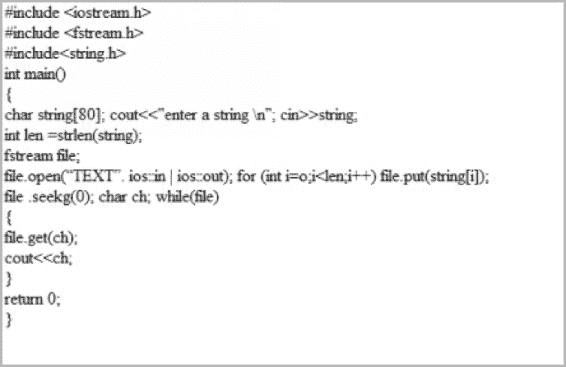 #include <iostream.h>
#include <fstream.h>
#include<string.h>
int main()
{
char string[80]; cout<<”enter a string \n”; cin>>string;
int len =strlen(string);
fstream file;
file.open(“TEXT”. ios::in | ios::out); for (int i=o;i<len;i++) file.put(string[i]);
file .seekg(0); char ch; while(file)
{
file.get(ch);
cout<<ch;
}
return 0;
}